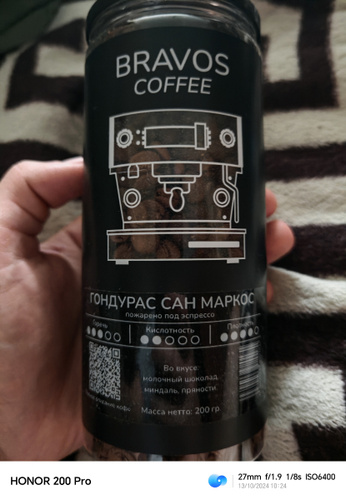 BRAVOS
COFFEE
ГОНДУРАС САН МАРКОС
пожарено под эспрессо
Кислотность
Во вкусе:
молочный шоколад,
миндаль, пряности.
Масса нетто: 200 гр.
HONOR 200 Pro
27mm f/1.9 1/8s ISO6400
13/10/2024 10:24